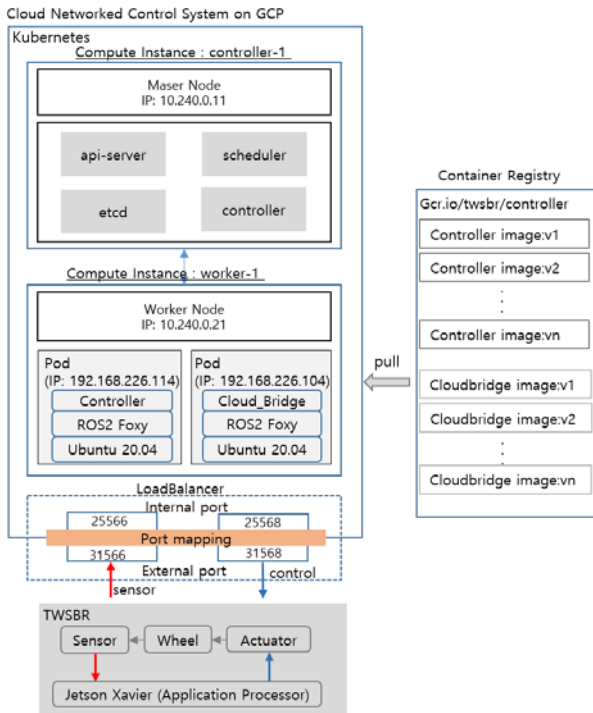 Cloud Networked Control System on GCP
Kubernetes
Compute Instance : controller-1
Maser Node
IP: 10.240.0.11
api-server
scheduler
etcd
controller
Compute Instance : worker-1
Worker Node
IP: 10.240.0.21
Pod
(IP: 192.168.226.114)
Controller
ROS2 Foxy
Ubuntu 20.04
Pod
(IP: 192.168.226.104)
Cloud_Bridge
ROS2 Foxy
Ubuntu 20.04
pull
Container Registry
Gcr.io/twsbr/controller
Controller image:v1
Controller image:v2
Controller image:vn
Cloudbridge image:v1
Cloudbridge image:v2
Cloudbridge image:vn
LoadBalancer
Internal port
25566
25568
Port mapping
31566
31568
External port
sensor
control
TWSBR
Sensor
Wheel
Actuator
Jetson Xavier (Application Processor)